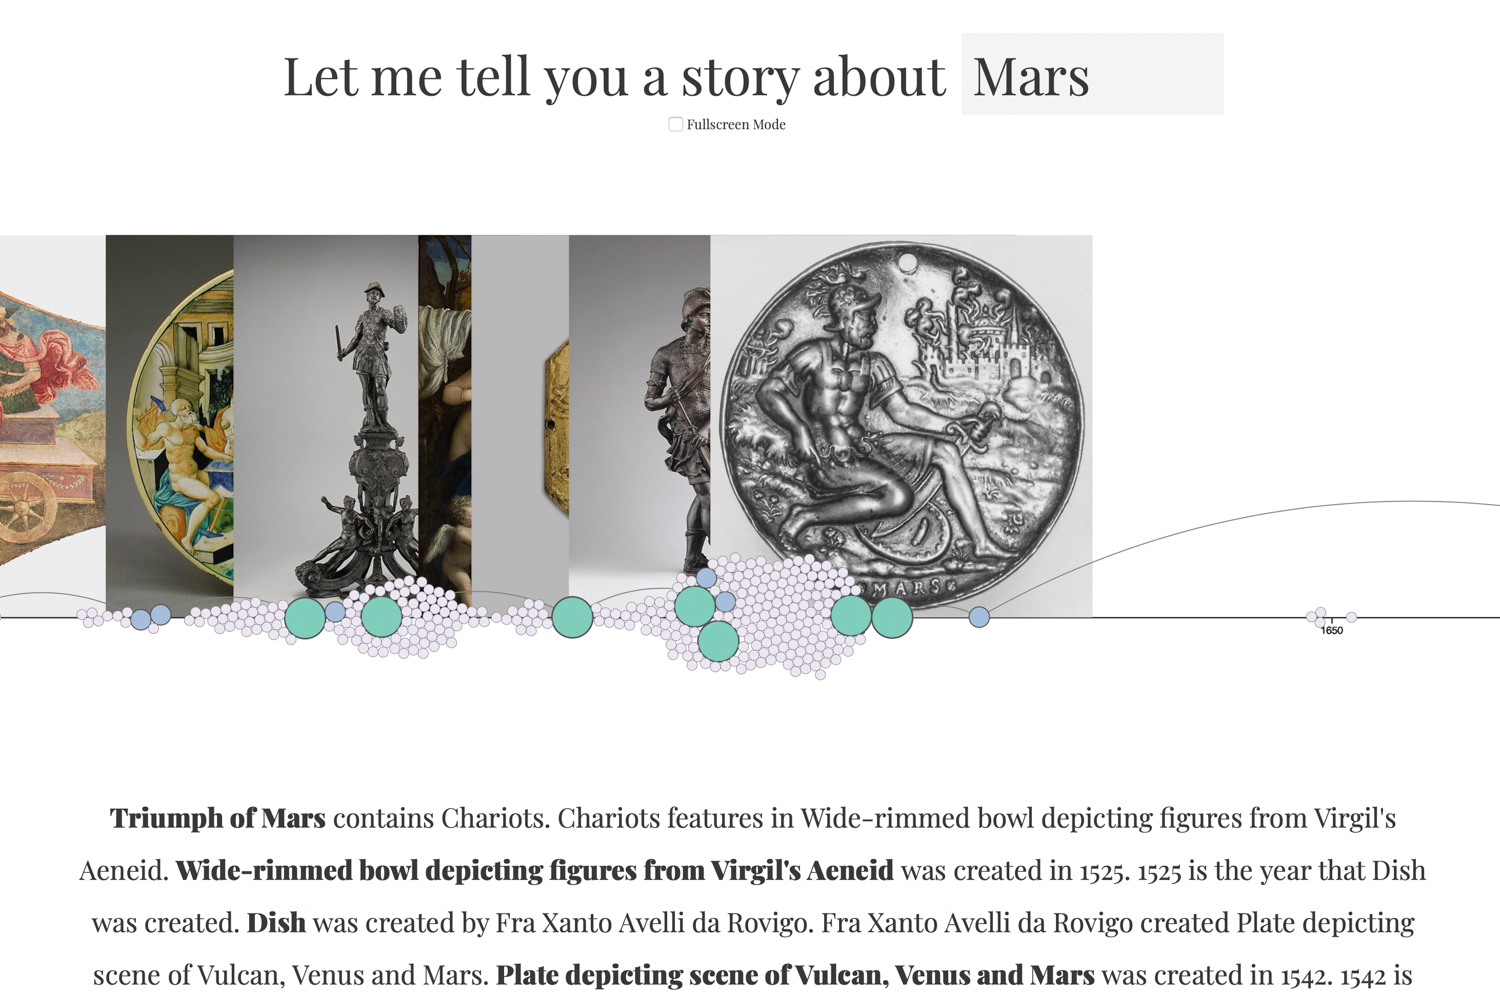 Let me tell you a story about Mars
Fullscreen Mode
MARS
1650
Triumph of Mars contains Chariots. Chariots features in Wide-rimmed bowl depicting figures from Virgil's
Aeneid. Wide-rimmed bowl depicting figures from Virgil's Aeneid was created in 1525. 1525 is the year that Dish
was created. Dish was created by Fra Xanto Avelli da Rovigo. Fra Xanto Avelli da Rovigo created Plate depicting
scene of Vulcan, Venus and Mars. Plate depicting scene of Vulcan, Venus and Mars was created in 1542. 1542 is